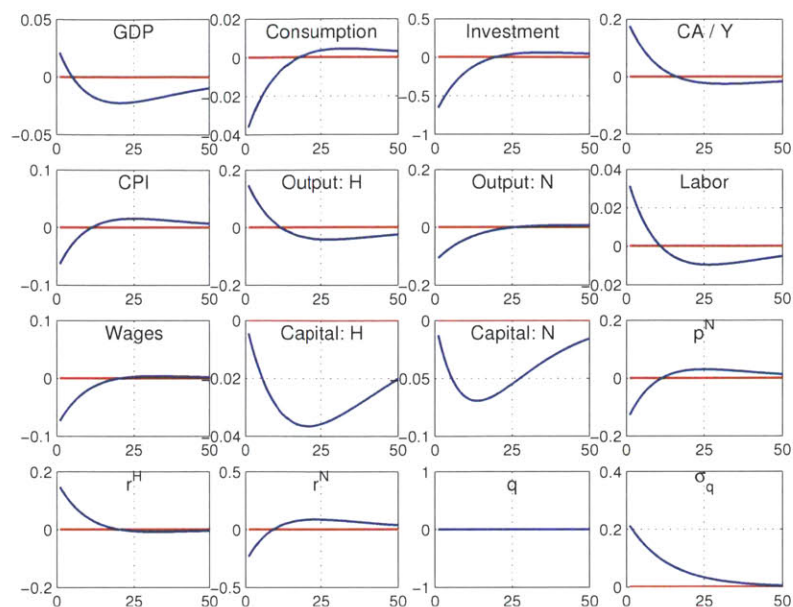 GDP
0.05
0
−0.05
0 25 50
Consumption
0.02
0
−0.02
−0.04
0 25 50
Investment
0.5
0
−0.5
−1
0 25 50
CA / Y
0.2
0
−0.2
0 25 50
CPI
0.1
0
−0.1
0 25 50
Output: H
0.2
0
−0.2
0 25 50
Output: N
0.2
0
−0.2
0 25 50
Labor
0.04
0.02
0
0.02
0 25 50
Wages
0.1
0
−0.1
0 25 50
Capital: H
0
−0.02
−0.04
0 25 50
Capital: N
0
−0.05
−0.1
0 25 50
p^N
0.2
0
−0.2
0 25 50
r^H
0.2
0
−0.2
0 25 50
r^N
0.5
0
−0.5
0 25 50
q
1
0
−1
0 25 50
σ_q
0.4
0.2
0
0 25 50